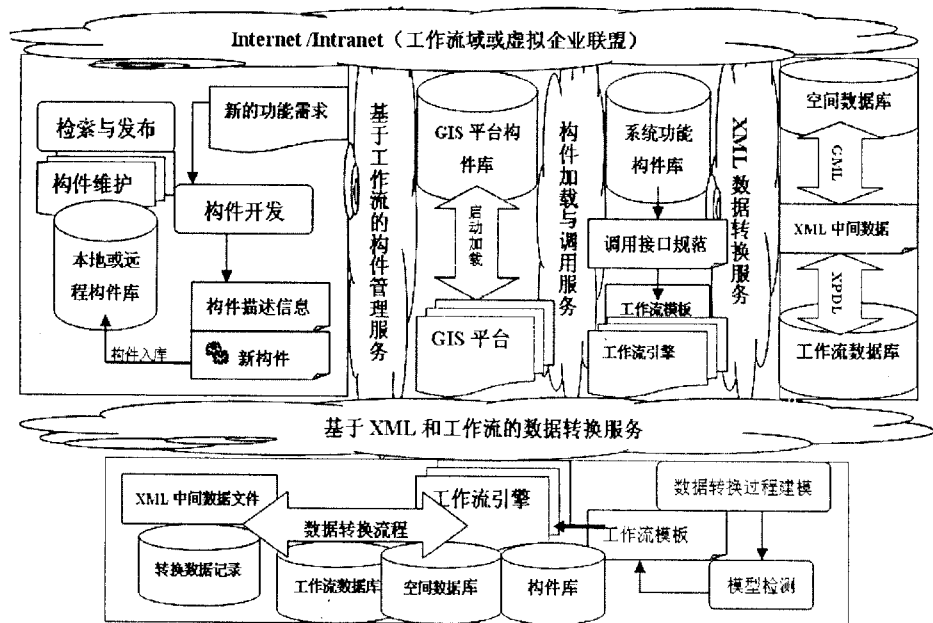 Internet /Intranet（工作流域或虚拟企业联盟）
检索与发布
新的功能需求
构件维护
构件开发
本地或远
程构件库
构件描述信息
构件入库
新构件
基于工作流的构件管理服务
GIS 平台构
件库
启动加载
GIS 平台
构件加载与调用服务
系统功能
构件库
调用接口规范
工作流模板
工作流引擎
XML 数据转换服务
空间数据库
GML
XML 中间数据
XPDL
工作流数据库
基于 XML 和工作流的数据转换服务
XML 中间数据文件
数据转换流程
转换数据记录
工作流引擎
工作流数据库
空间数据库
构件库
工作流模板
数据转换过程建模
模型检测